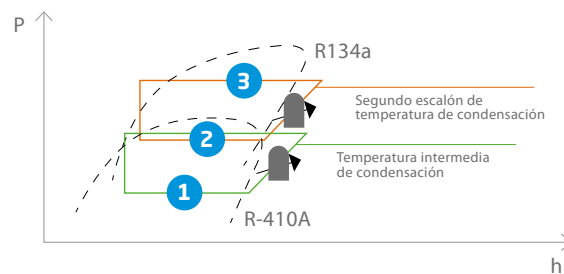 P
R134a
3
Segundo escalón de
temperatura de condensación
2
Temperatura intermedia
de condensación
1
R-410A
h